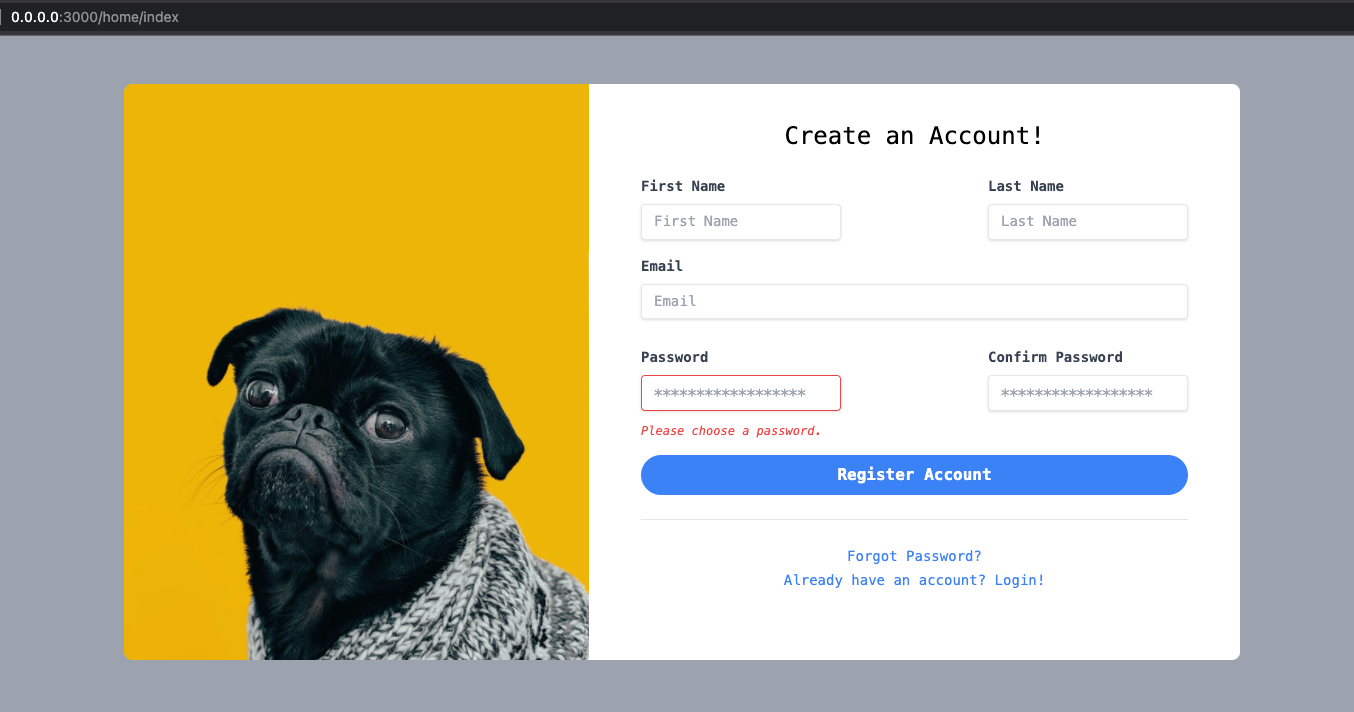 0.0.0.0:3000/home/index
Create an Account!
First Name Last Name
First Name Last Name
Email
Email
Password Confirm Password
****************** ******************
Please choose a password.
Register Account
Forgot Password?
Already have an account? Login!